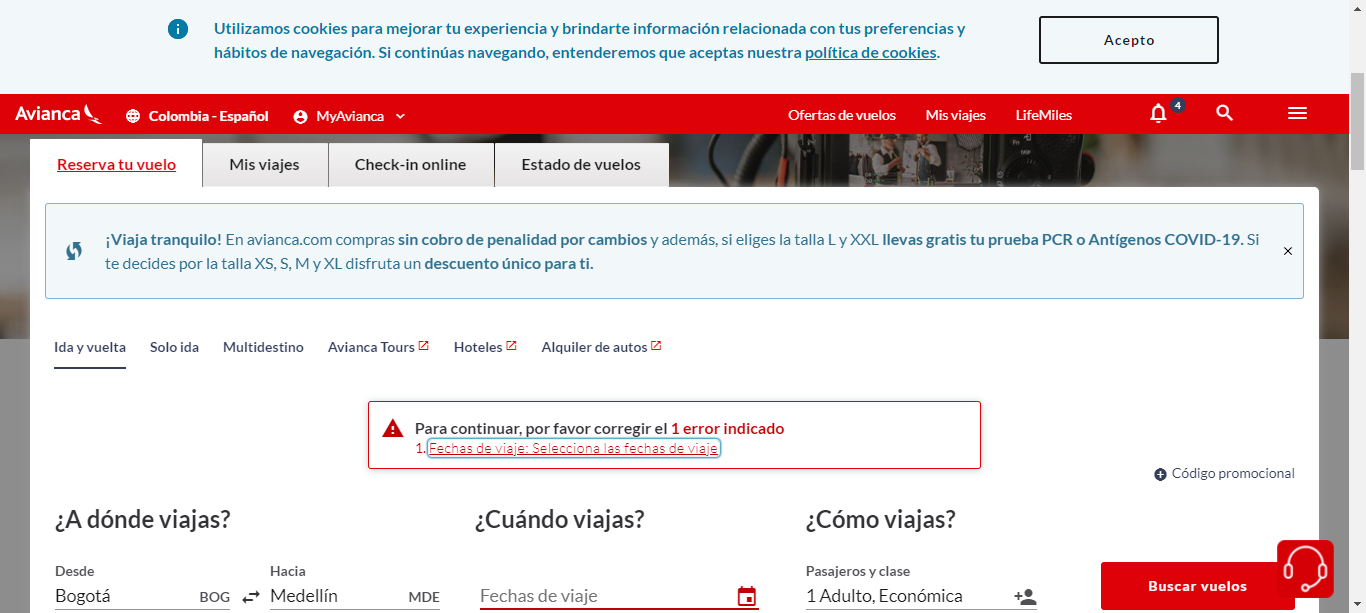 Utilizamos cookies para mejorar tu experiencia y brindarte información relacionada con tus preferencias y
hábitos de navegación. Si continúas navegando, entenderemos que aceptas nuestra política de cookies.
Acepto
Avianca
Colombia - Español
MyAvianca
Ofertas de vuelos
Mis viajes
LifeMiles
4
Reserva tu vuelo
Mis viajes
Check-in online
Estado de vuelos
¡Viaja tranquilo! En avianca.com compras sin cobro de penalidad por cambios y además, si eliges la talla L y XXL llevas gratis tu prueba PCR o Antígenos COVID-19. Si
te decides por la talla XS, S, M y XL disfruta un descuento único para ti.
Ida y vuelta
Solo ida
Multidestino
Avianca Tours
Hoteles
Alquiler de autos
Para continuar, por favor corregir el 1 error indicado
1. Fechas de viaje: Selecciona las fechas de viaje
Código promocional
¿A dónde viajas?
¿Cuándo viajas?
¿Cómo viajas?
Desde
Bogotá BOG
Hacia
Medellín MDE
Fechas de viaje
Pasajeros y clase
1 Adulto, Económica
Buscar vuelos